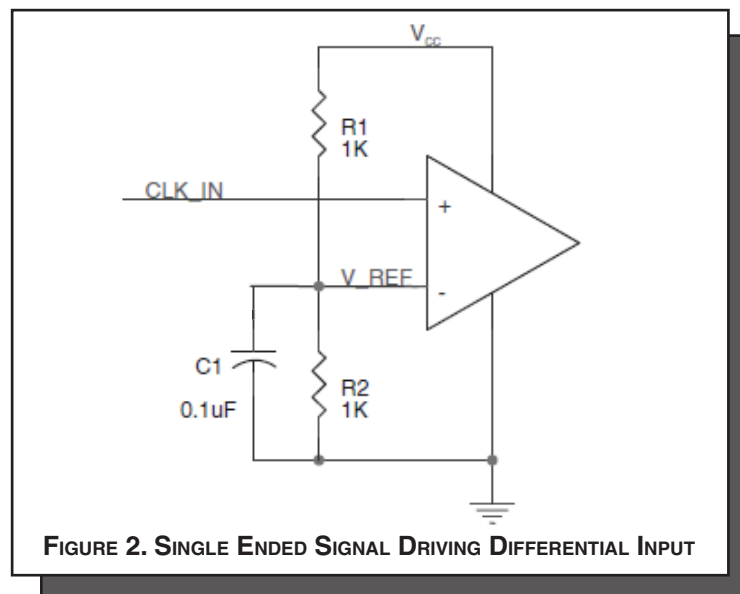 Vcc
R1
1K
CLK_IN
+
V_REF
-
C1
0.1uF
R2
1K
FIGURE 2. SINGLE ENDED SIGNAL DRIVING DIFFERENTIAL INPUT